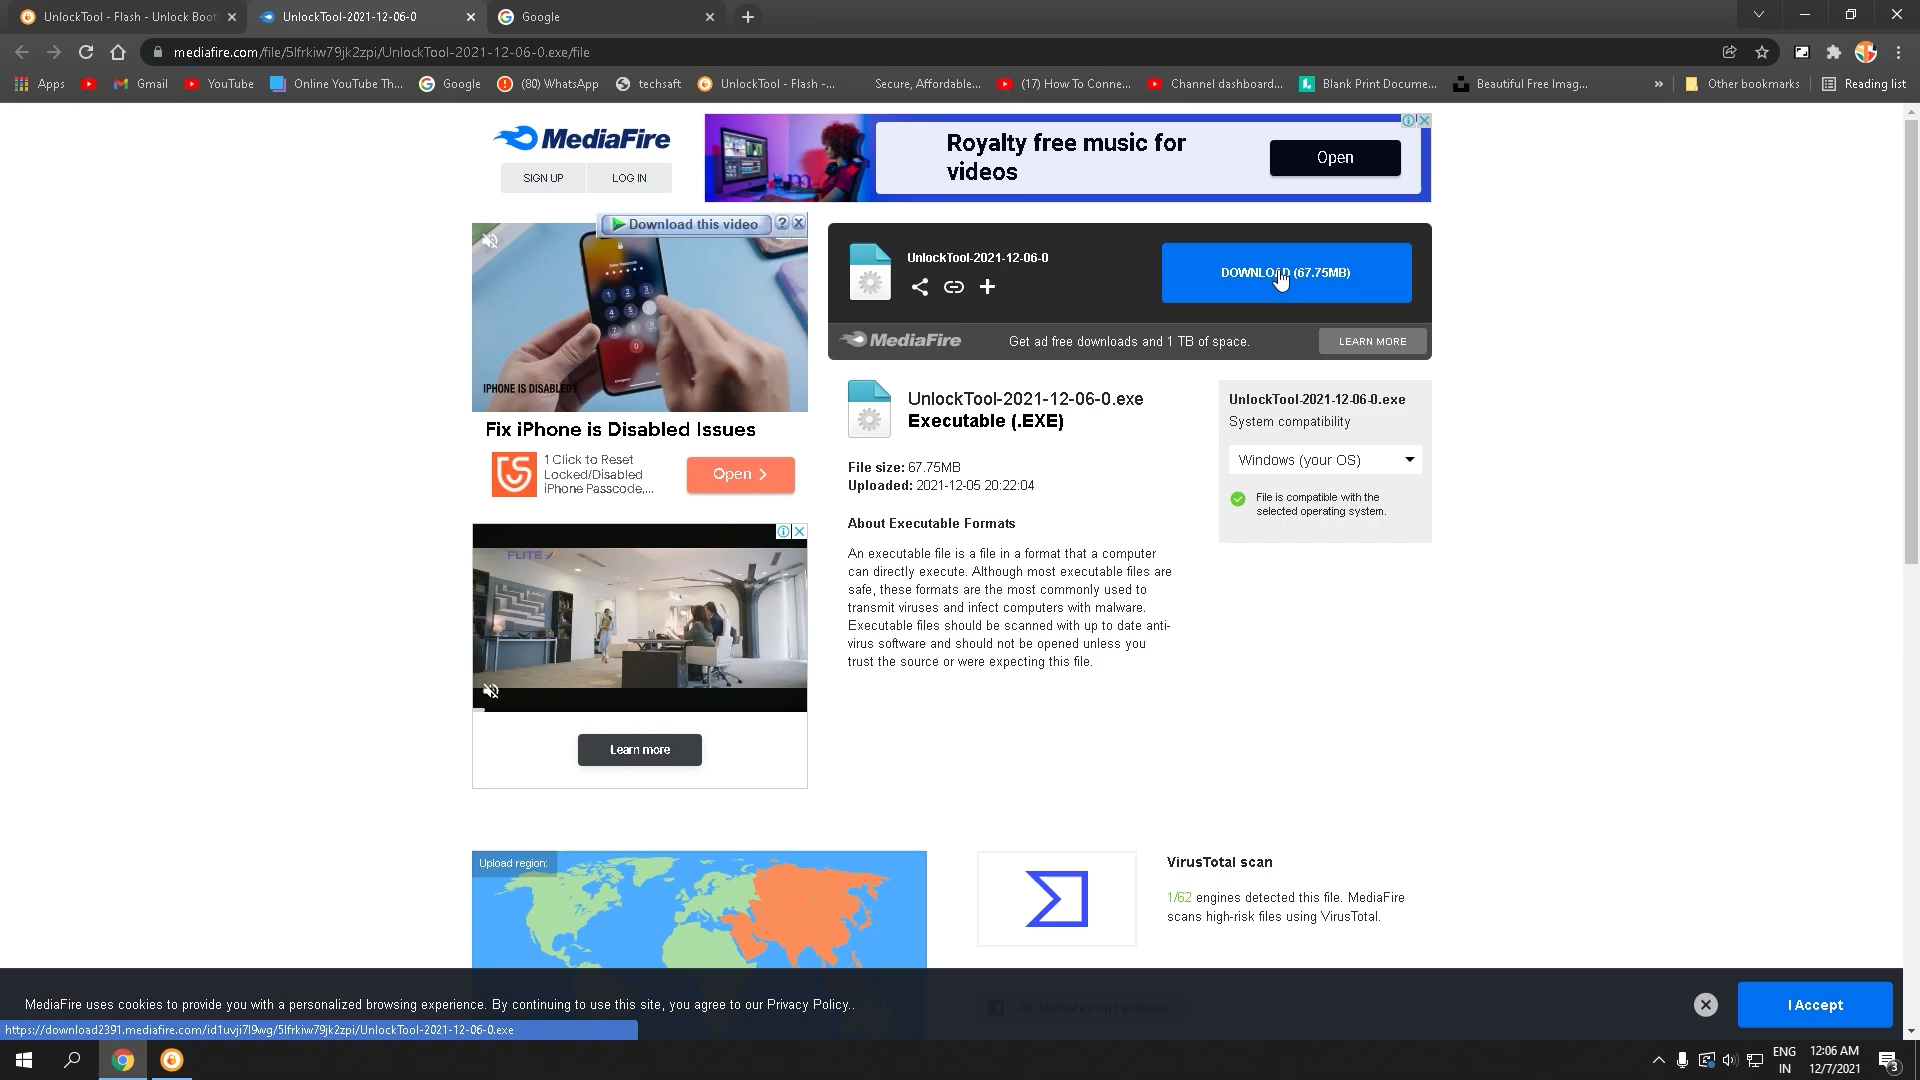 UnlockTool - Flash - Unlock Boot
UnlockTool-2021-12-06-0
Google
mediafire.com/file/5lfrkiw79jk2zpi/UnlockTool-2021-12-06-0.exe/file
Apps
Gmail
YouTube
Online YouTube Th...
Google
(80) WhatsApp
techsaft
UnlockTool - Flash -...
Secure, Affordable...
(17) How To Conne...
Channel dashboard...
Blank Print Docume...
Beautiful Free Imag...
»
Other bookmarks
Reading list
MediaFire
SIGN UP
LOG IN
Royalty free music for
videos
Open
Download this video
?
IPHONE IS DISABLED?
Fix iPhone is Disabled Issues
1 Click to Reset
Locked/Disabled
iPhone Passcode,...
Open >
UnlockTool-2021-12-06-0
DOWNLOAD (67.75MB)
MediaFire
Get ad free downloads and 1 TB of space.
LEARN MORE
UnlockTool-2021-12-06-0.exe
Executable (.EXE)
File size: 67.75MB
Uploaded: 2021-12-05 20:22:04
About Executable Formats
An executable file is a file in a format that a computer
can directly execute. Although most executable files are
safe, these formats are the most commonly used to
transmit viruses and infect computers with malware.
Executable files should be scanned with up to date anti-
virus software and should not be opened unless you
trust the source or were expecting this file.
UnlockTool-2021-12-06-0.exe
System compatibility
Windows (your OS)
File is compatible with the
selected operating system.
FLITE
Learn more
Upload region:
VirusTotal scan
1/62 engines detected this file. MediaFire
scans high-risk files using VirusTotal.
Like MediaFire on Facebook
MediaFire uses cookies to provide you with a personalized browsing experience. By continuing to use this site, you agree to our Privacy Policy..
I Accept
https://download2391.mediafire.com/id1uvji7l9wg/5lfrkiw79jk2zpi/UnlockTool-2021-12-06-0.exe
ENG
IN
12:06 AM
12/7/2021
3